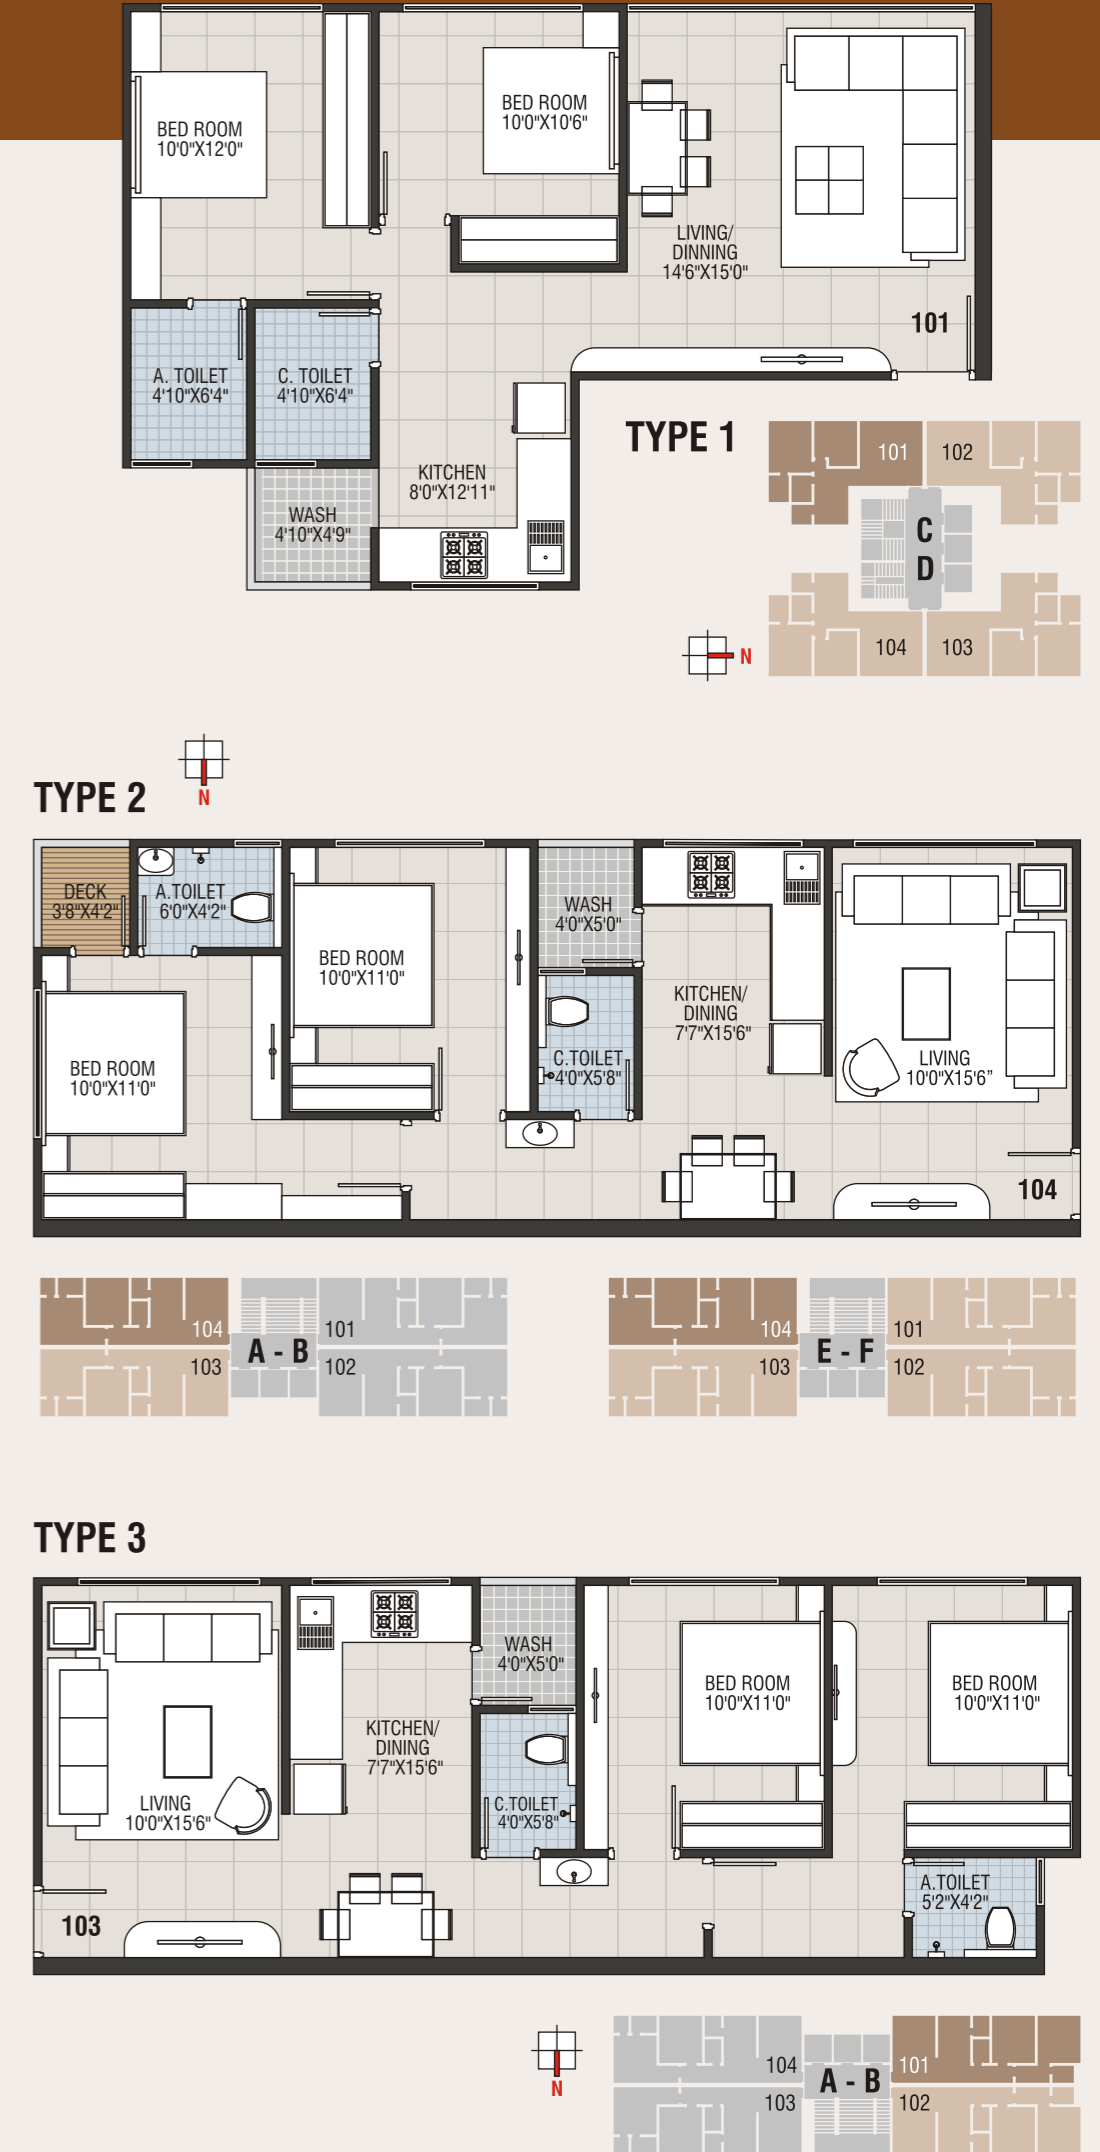 BED ROOM
10'0"X12'0"
BED ROOM
10'0"X10'6"
LIVING/
DINNING
14'6"X15'0"
101
A. TOILET
4'10"X6'4"
C. TOILET
4'10"X6'4"
KITCHEN
8'0"X12'11"
WASH
4'10"X4'9"
TYPE 1
101
102
C
D
104
103
N
TYPE 2
N
DECK
3'8"X4'2"
A.TOILET
6'0"X4'2"
BED ROOM
10'0"X11'0"
WASH
4'0"X5'0"
KITCHEN/
DINING
7'7"X15'6"
BED ROOM
10'0"X11'0"
C.TOILET
4'0"X5'8"
LIVING
10'0"X15'6"
104
104
101
A - B
103
102
104
101
E - F
103
102
TYPE 3
WASH
4'0"X5'0"
BED ROOM
10'0"X11'0"
BED ROOM
10'0"X11'0"
KITCHEN/
DINING
7'7"X15'6"
LIVING
10'0"X15'6"
C.TOILET
4'0"X5'8"
A.TOILET
5'2"X4'2"
103
N
104
101
A - B
103
102